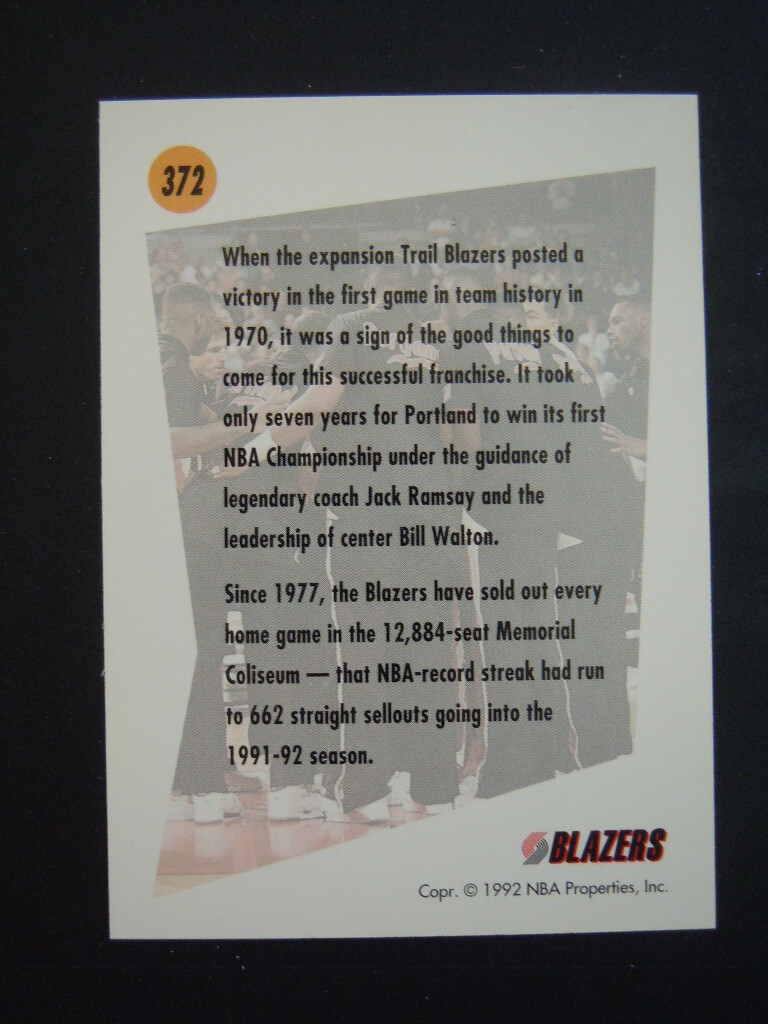 372
When the expansion Trail Blazers posted a
victory in the first game in team history in
1970, it was a sign of the good things to
come for this successful franchise. It took
only seven years for Portland to win its first
NBA Championship under the guidance of
legendary coach Jack Ramsay and the
leadership of center Bill Walton.
Since 1977, the Blazers have sold out every
home game in the 12,884-seat Memorial
Coliseum — that NBA-record streak had run
to 662 straight sellouts going into the
1991-92 season.
BLAZERS
Copr. © 1992 NBA Properties, Inc.